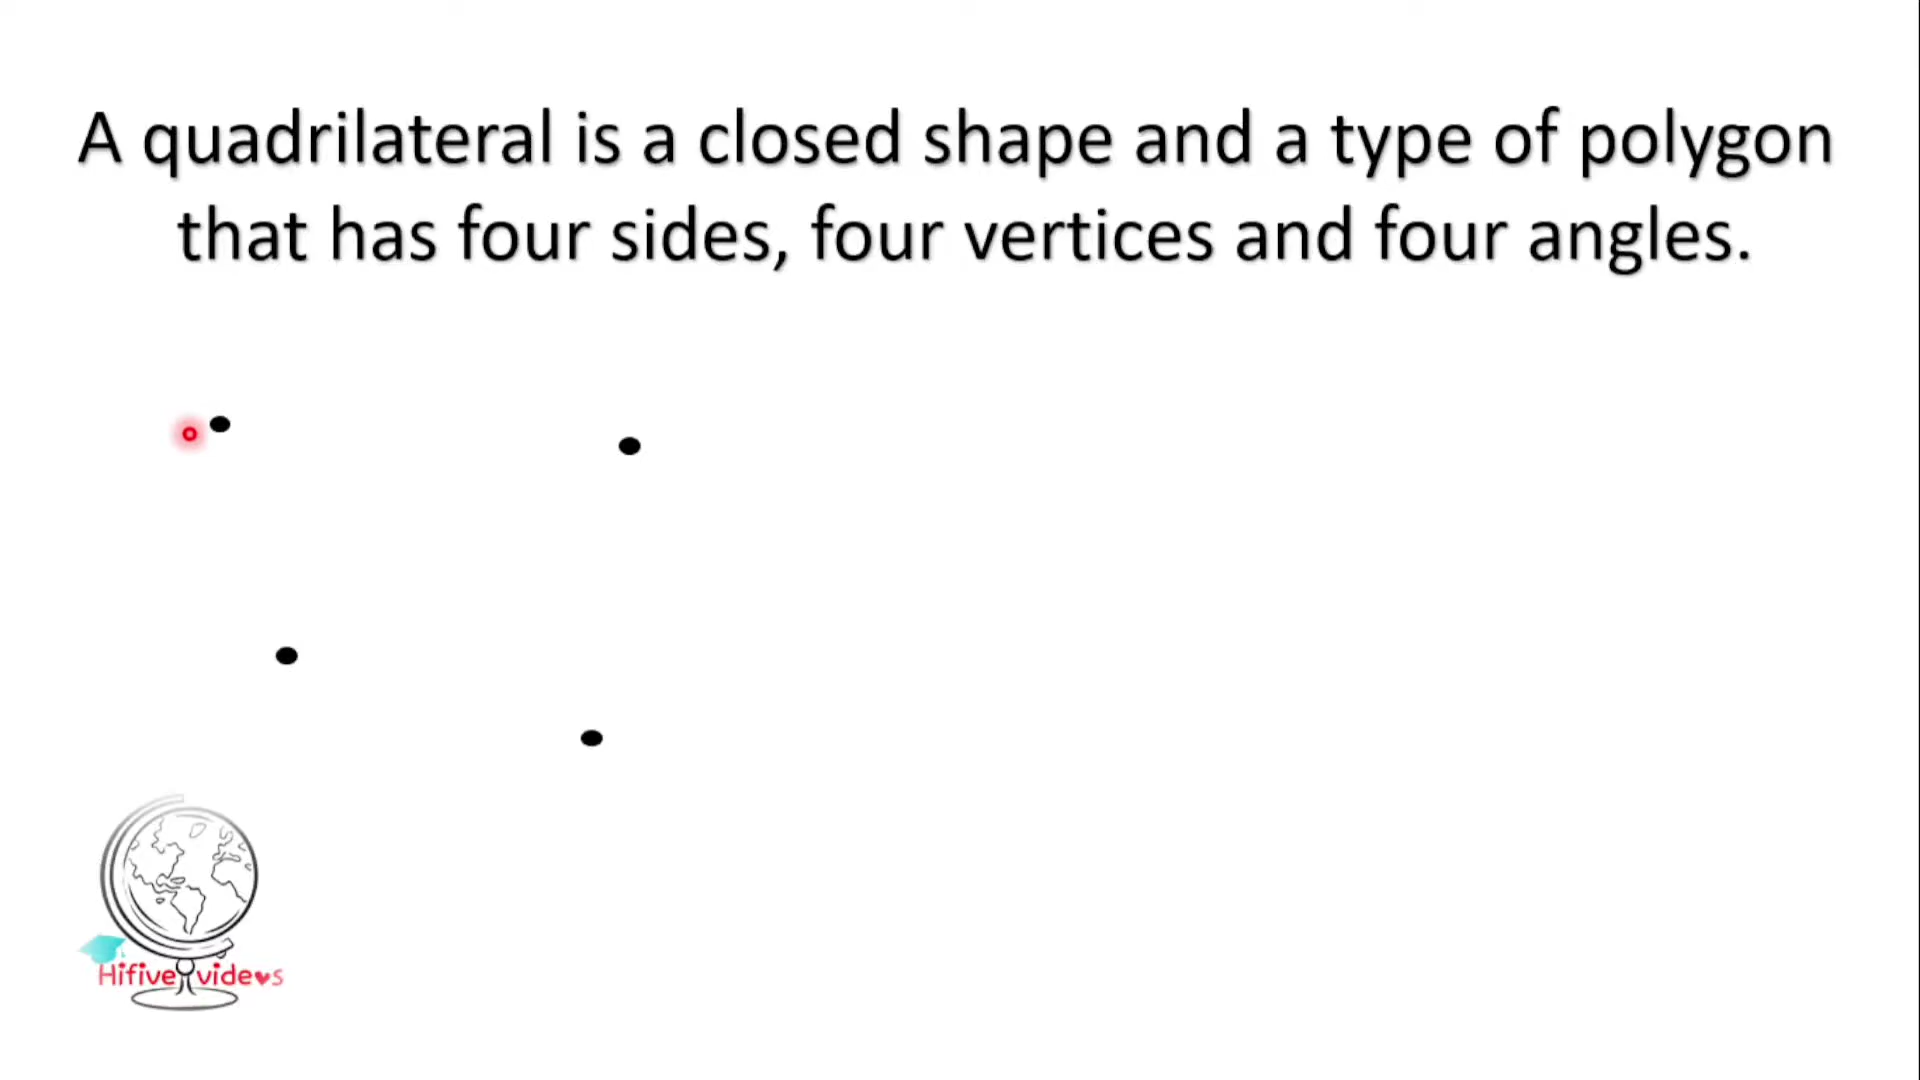 A quadrilateral is a closed shape and a type of polygon
that has four sides, four vertices and four angles.
Hifive videos